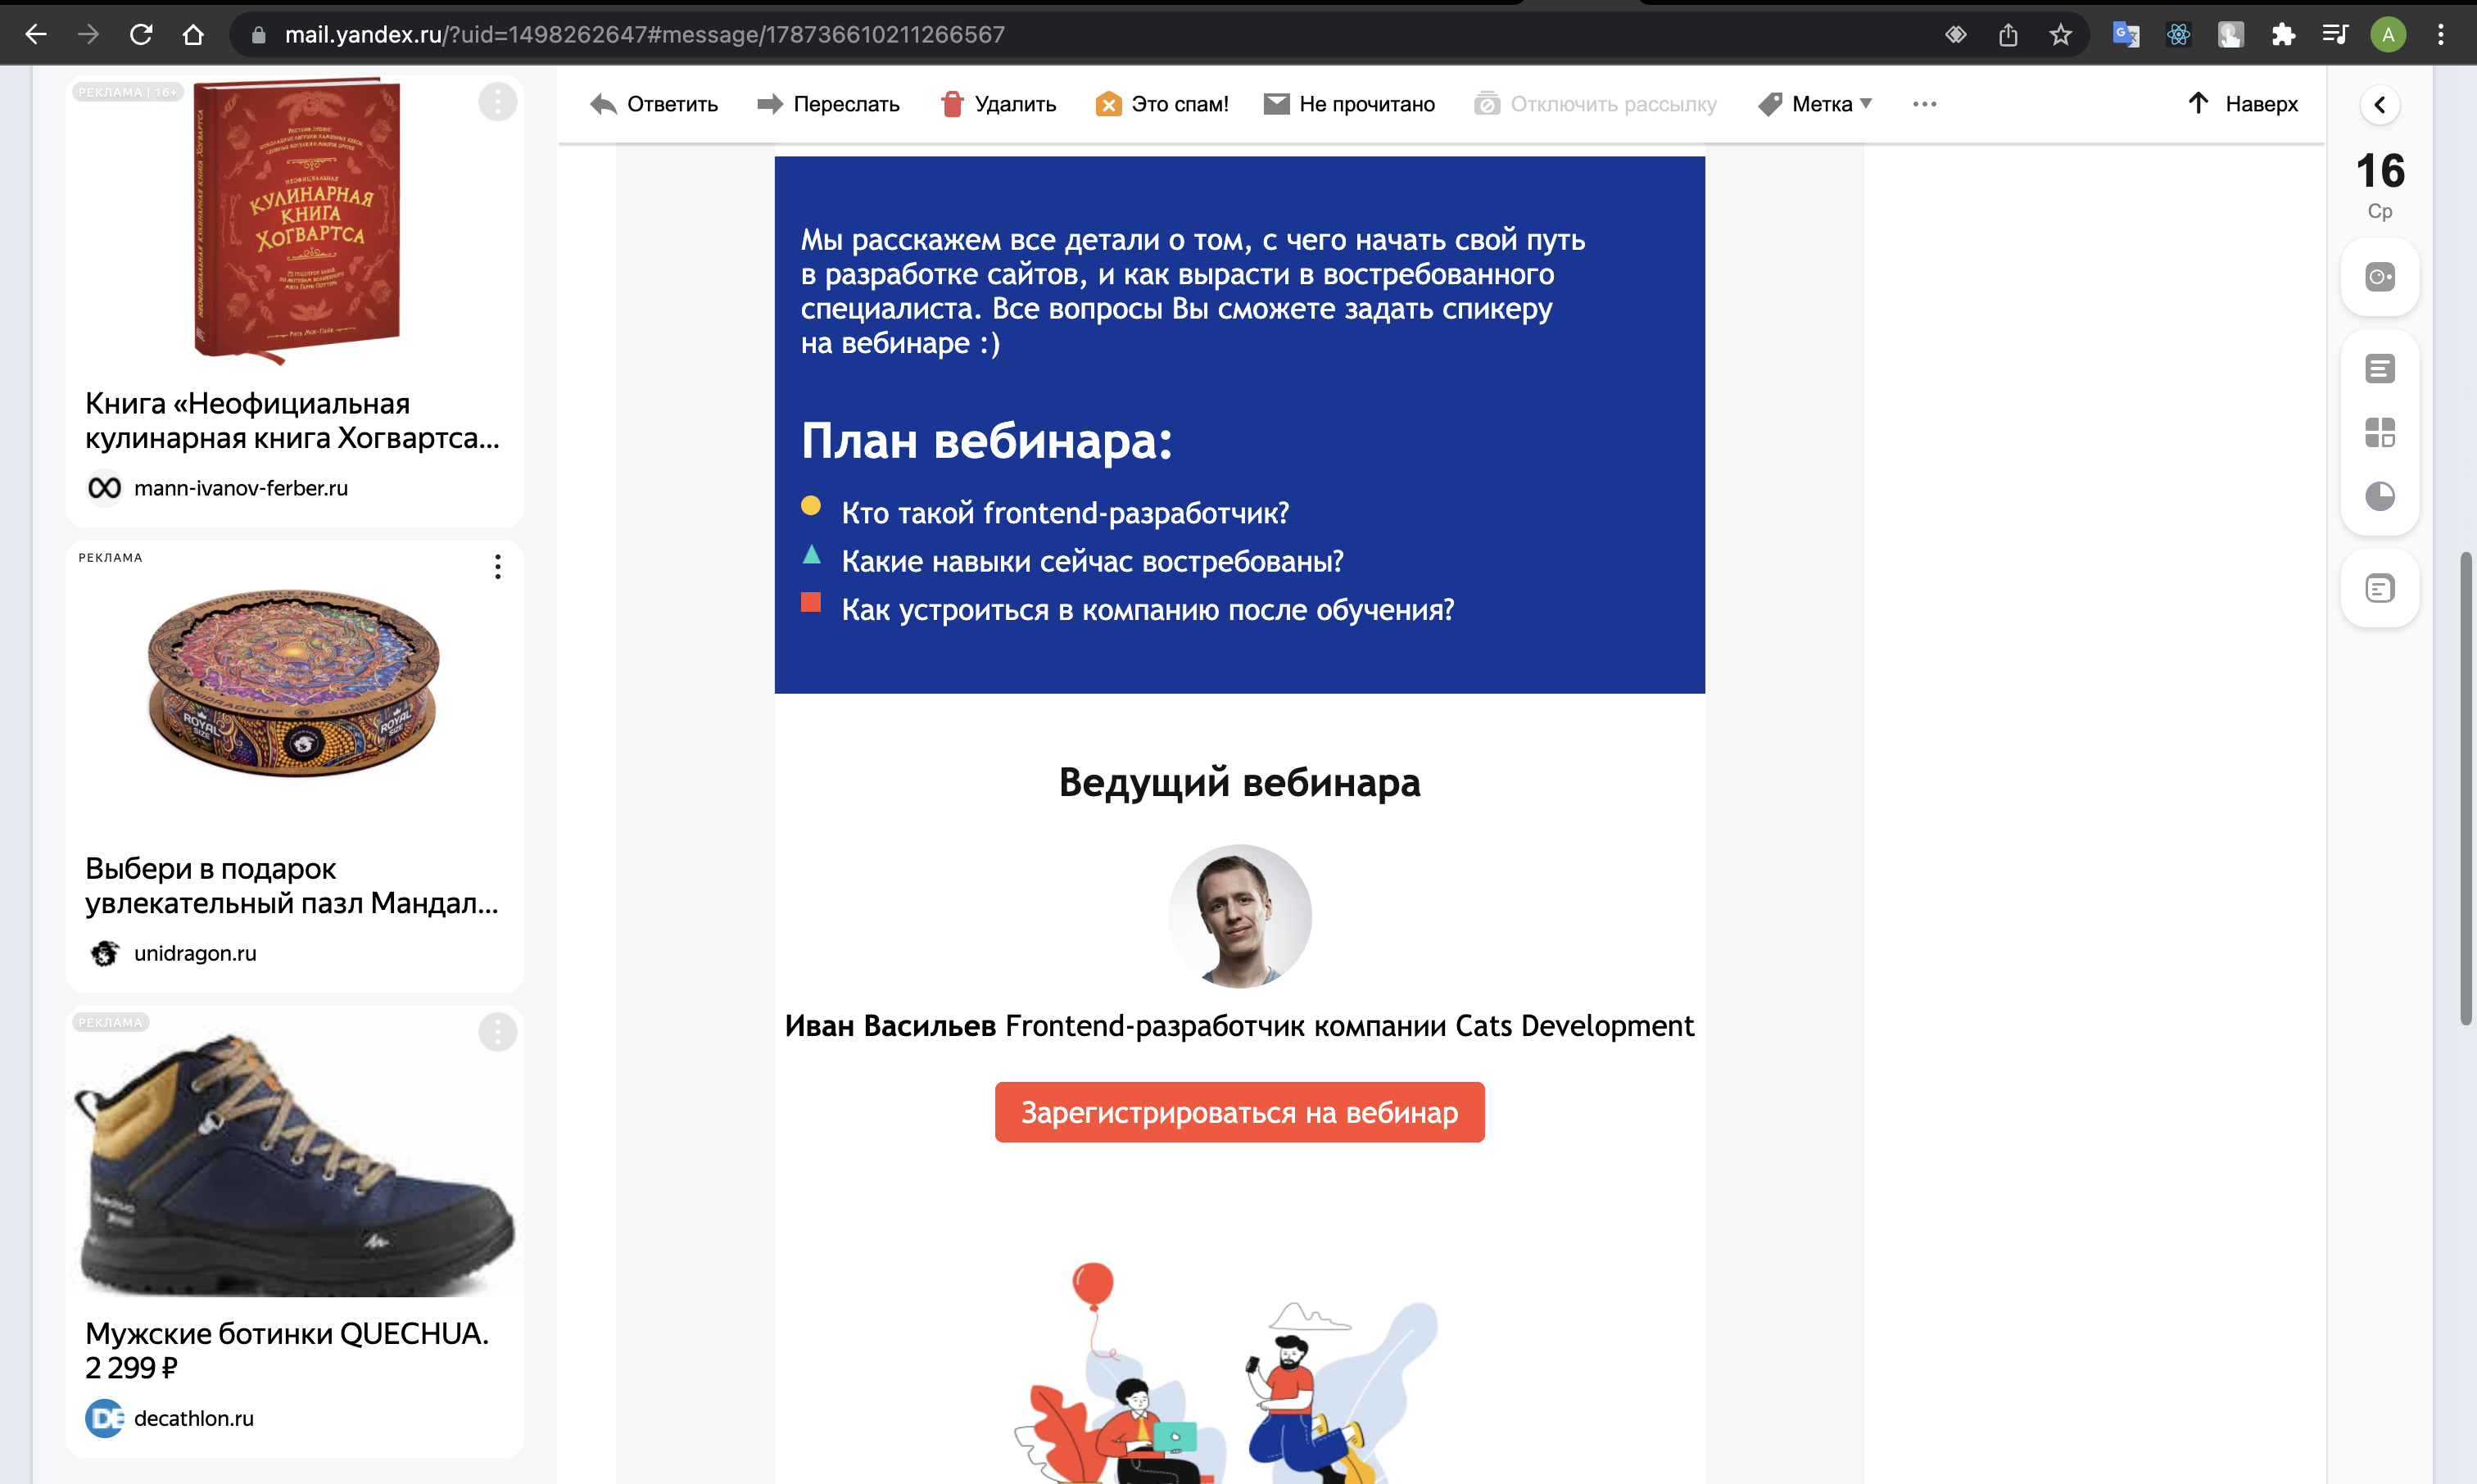 mail.yandex.ru/?uid=1498262647#message/178736610211266567
A
РЕКЛАМА | 16+
НЕОФИЦИАЛЬНАЯ
КУЛИНАРНАЯ
КНИГА
ХОГВАРТСА
Книга «Неофициальная
кулинарная книга Хогвартса...
mann-ivanov-ferber.ru
РЕКЛАМА
UNIDRAGON
ROYAL
SIZE
ROYAL
SIZE
Выбери в подарок
увлекательный пазл Мандал...
unidragon.ru
РЕКЛАМА
Мужские ботинки QUECHUA.
2 299 ₽
DE
decathlon.ru
Ответить
Переслать
Удалить
Это спам!
Не прочитано
Отключить рассылку
Метка
Наверх
Мы расскажем все детали о том, с чего начать свой путь
в разработке сайтов, и как вырасти в востребованного
специалиста. Все вопросы Вы сможете задать спикеру
на вебинаре :)
План вебинара:
Кто такой frontend-разработчик?
Какие навыки сейчас востребованы?
Как устроиться в компанию после обучения?
Ведущий вебинара
Иван Васильев Frontend-разработчик компании Cats Development
Зарегистрироваться на вебинар
16
Ср